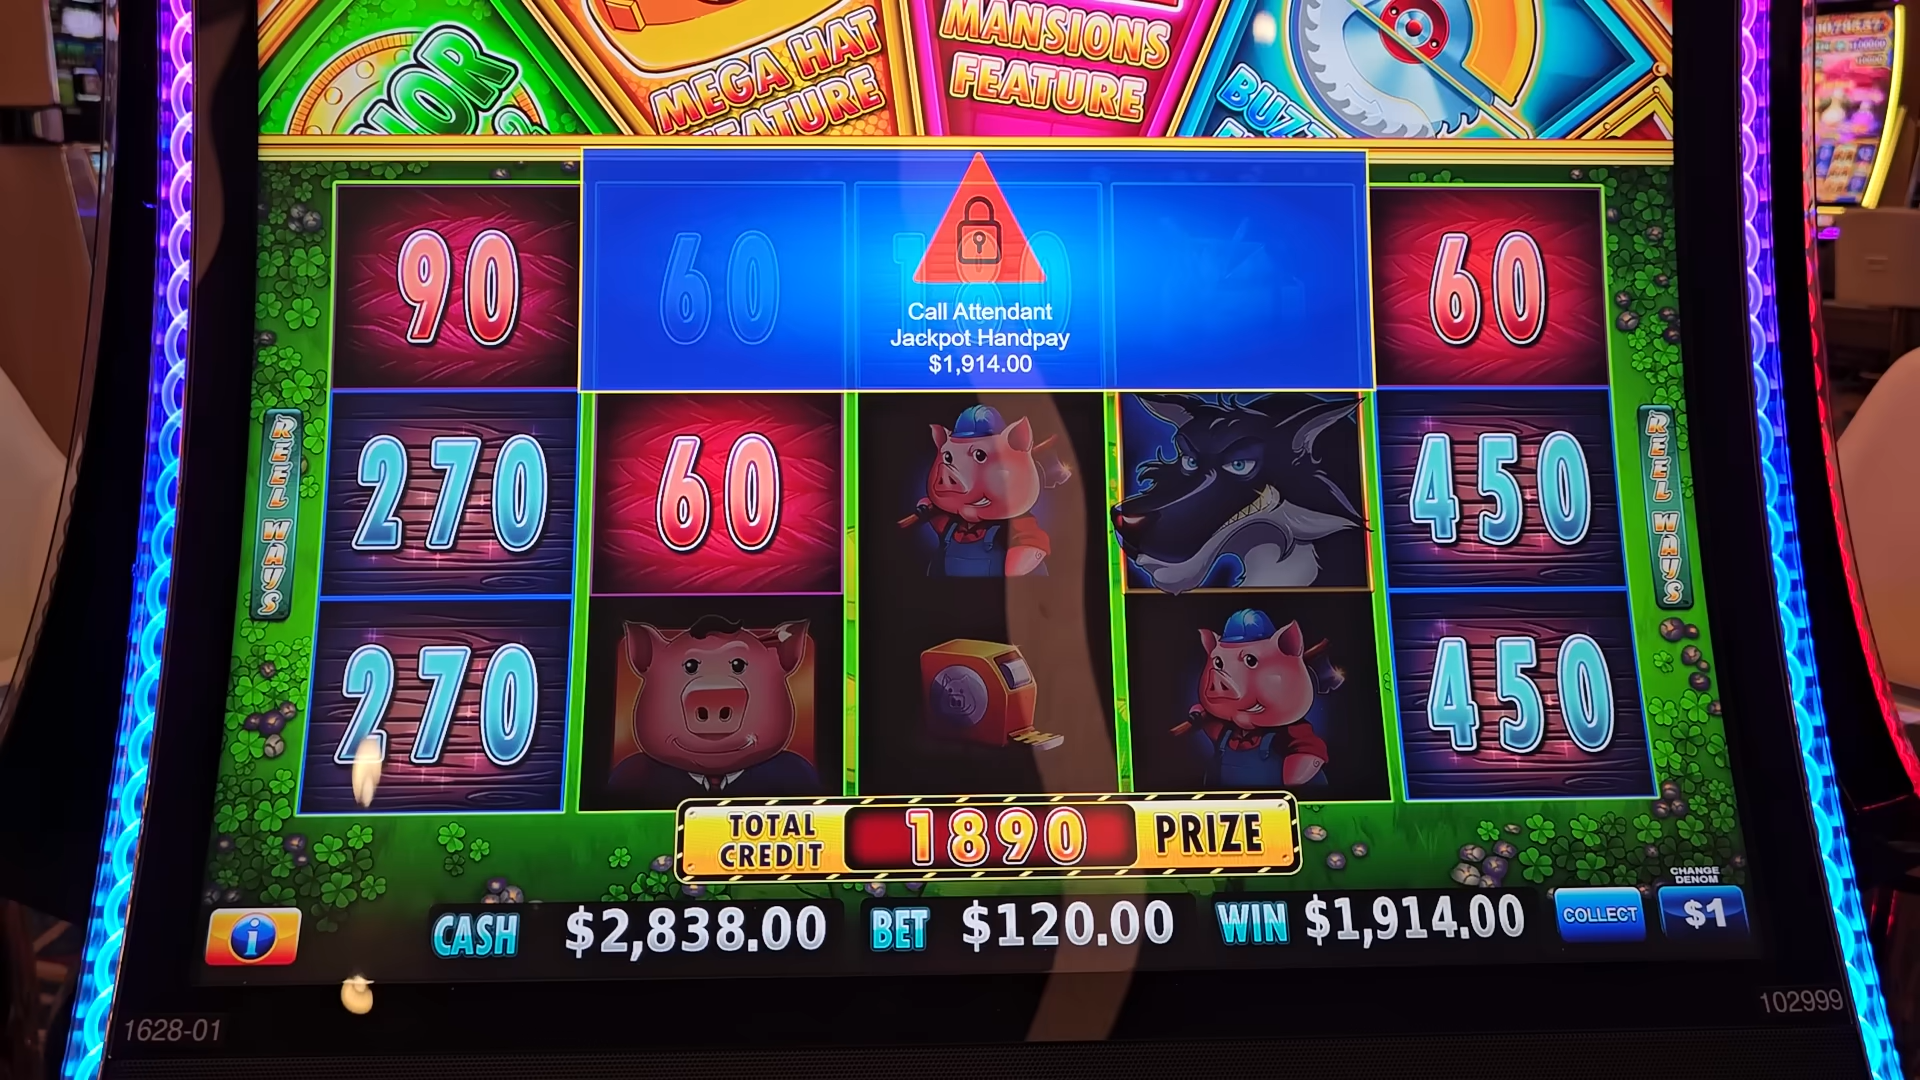 MEGA HAT
FEATURE
MANSIONS
FEATURE
90
60
60
Call Attendant
Jackpot Handpay
$1,914.00
270
60
450
270
450
REEL WAYS
REEL WAYS
TOTAL
CREDIT
1890
PRIZE
CASH $2,838.00 BET $120.00 WIN $1,914.00
COLLECT
CHANGE
DENOM
$1
1628-01
102999